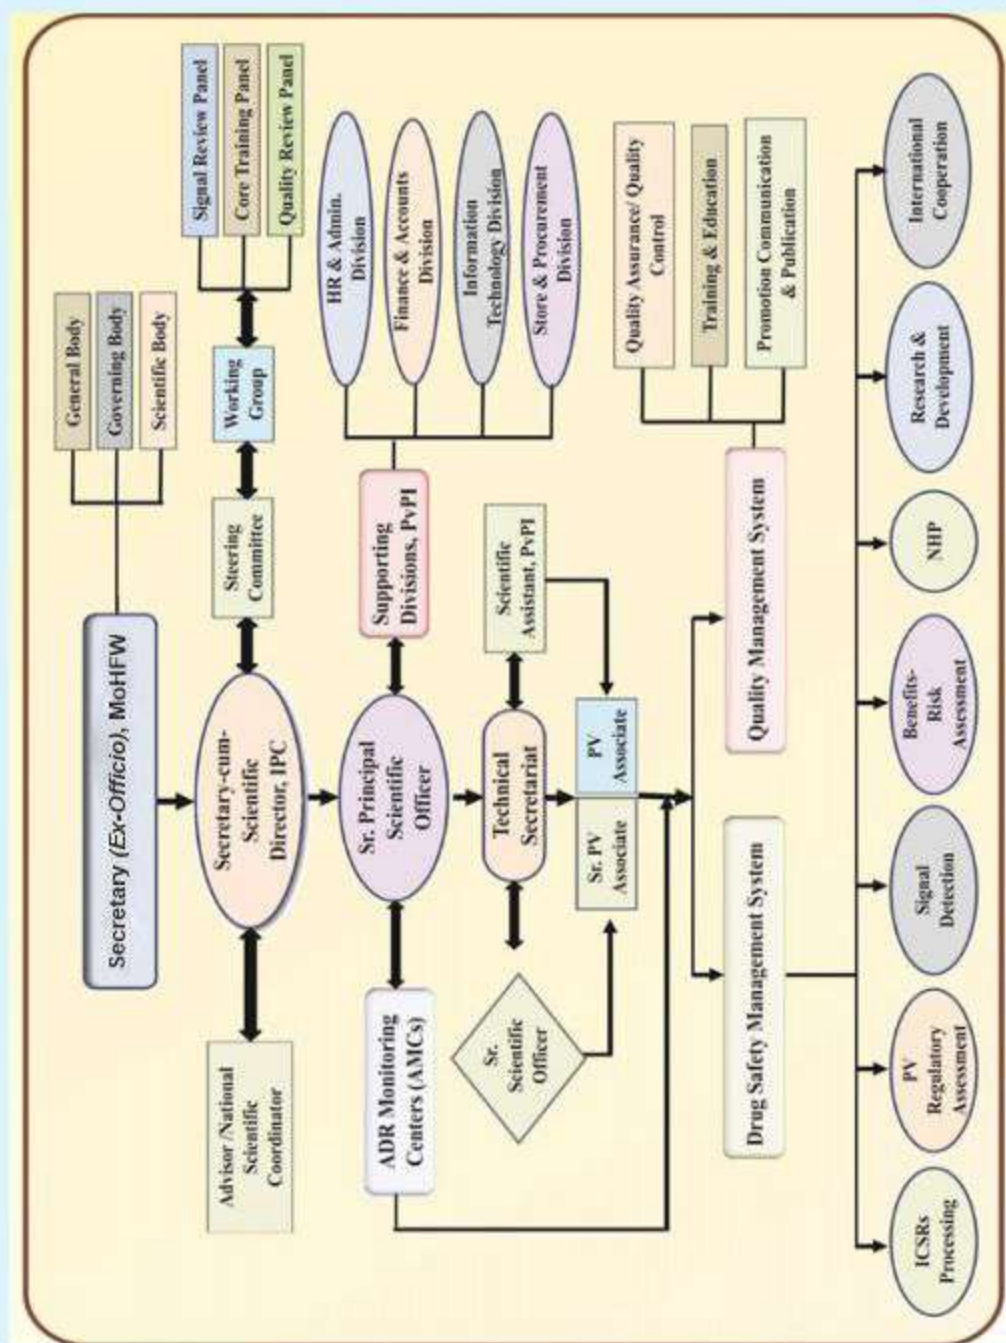 General Body
Governing Body
Scientific Body
Secretary (Ex-Officio), MoHFW
Signal Review Panel
Core Training Panel
Quality Review Panel
Advisor /National
Scientific
Coordinator
Secretary-cum-
Scientific
Director, IPC
Steering
Committee
Working
Group
HR & Admin.
Division
Finance & Accounts
Division
Information
Technology Division
Store & Procurement
Division
ADR Monitoring
Centers (AMCs)
Sr. Principal
Scientific
Officer
Supporting
Divisions, PvPI
Sr.
Scientific
Officer
Technical
Secretariat
Scientific
Assistant, PvPI
Sr. PV
Associate
PV
Associate
Quality Assurance/ Quality
Control
Training & Education
Promotion Communication
& Publication
Drug Safety Management System
Quality Management System
ICSRs
Processing
PV
Regulatory
Assessment
Signal
Detection
Benefits-
Risk
Assessment
NHP
Research &
Development
International
Cooperation